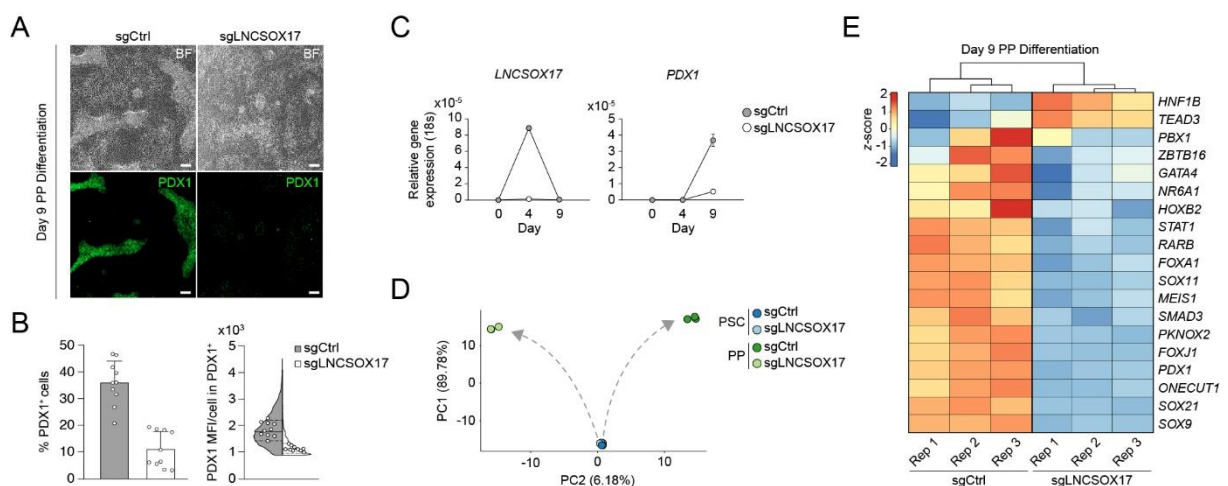 A
sgCtrl
sgLNCSOX17
Day 9 PP Differentiation
BF
BF
PDX1
PDX1
B
% PDX1+ cells
50
40
30
20
10
0
x10³
PDX1 MFI/cell in PDX1+
4
3
2
1
0
sgCtrl
sgLNCSOX17
C
LNCSOX17
PDX1
Relative gene
expression (18s)
x10⁻⁵
10
8
6
4
2
0
0 4 9
Day
x10⁻⁵
5
4
3
2
1
0
0 4 9
Day
sgCtrl
sgLNCSOX17
D
PC1 (89.78%)
10
0
-10
-10 0 10
PC2 (6.18%)
PSC
sgCtrl
sgLNCSOX17
PP
sgCtrl
sgLNCSOX17
E
Day 9 PP Differentiation
z-score
2
1
0
-1
-2
HNF1B
TEAD3
PBX1
ZBTB16
GATA4
NR6A1
HOXB2
STAT1
RARB
FOXA1
SOX11
MEIS1
SMAD3
PKNOX2
FOXJ1
PDX1
ONECUT1
SOX21
SOX9
Rep 1 Rep 2 Rep 3 Rep 1 Rep 2 Rep 3
sgCtrl
sgLNCSOX17